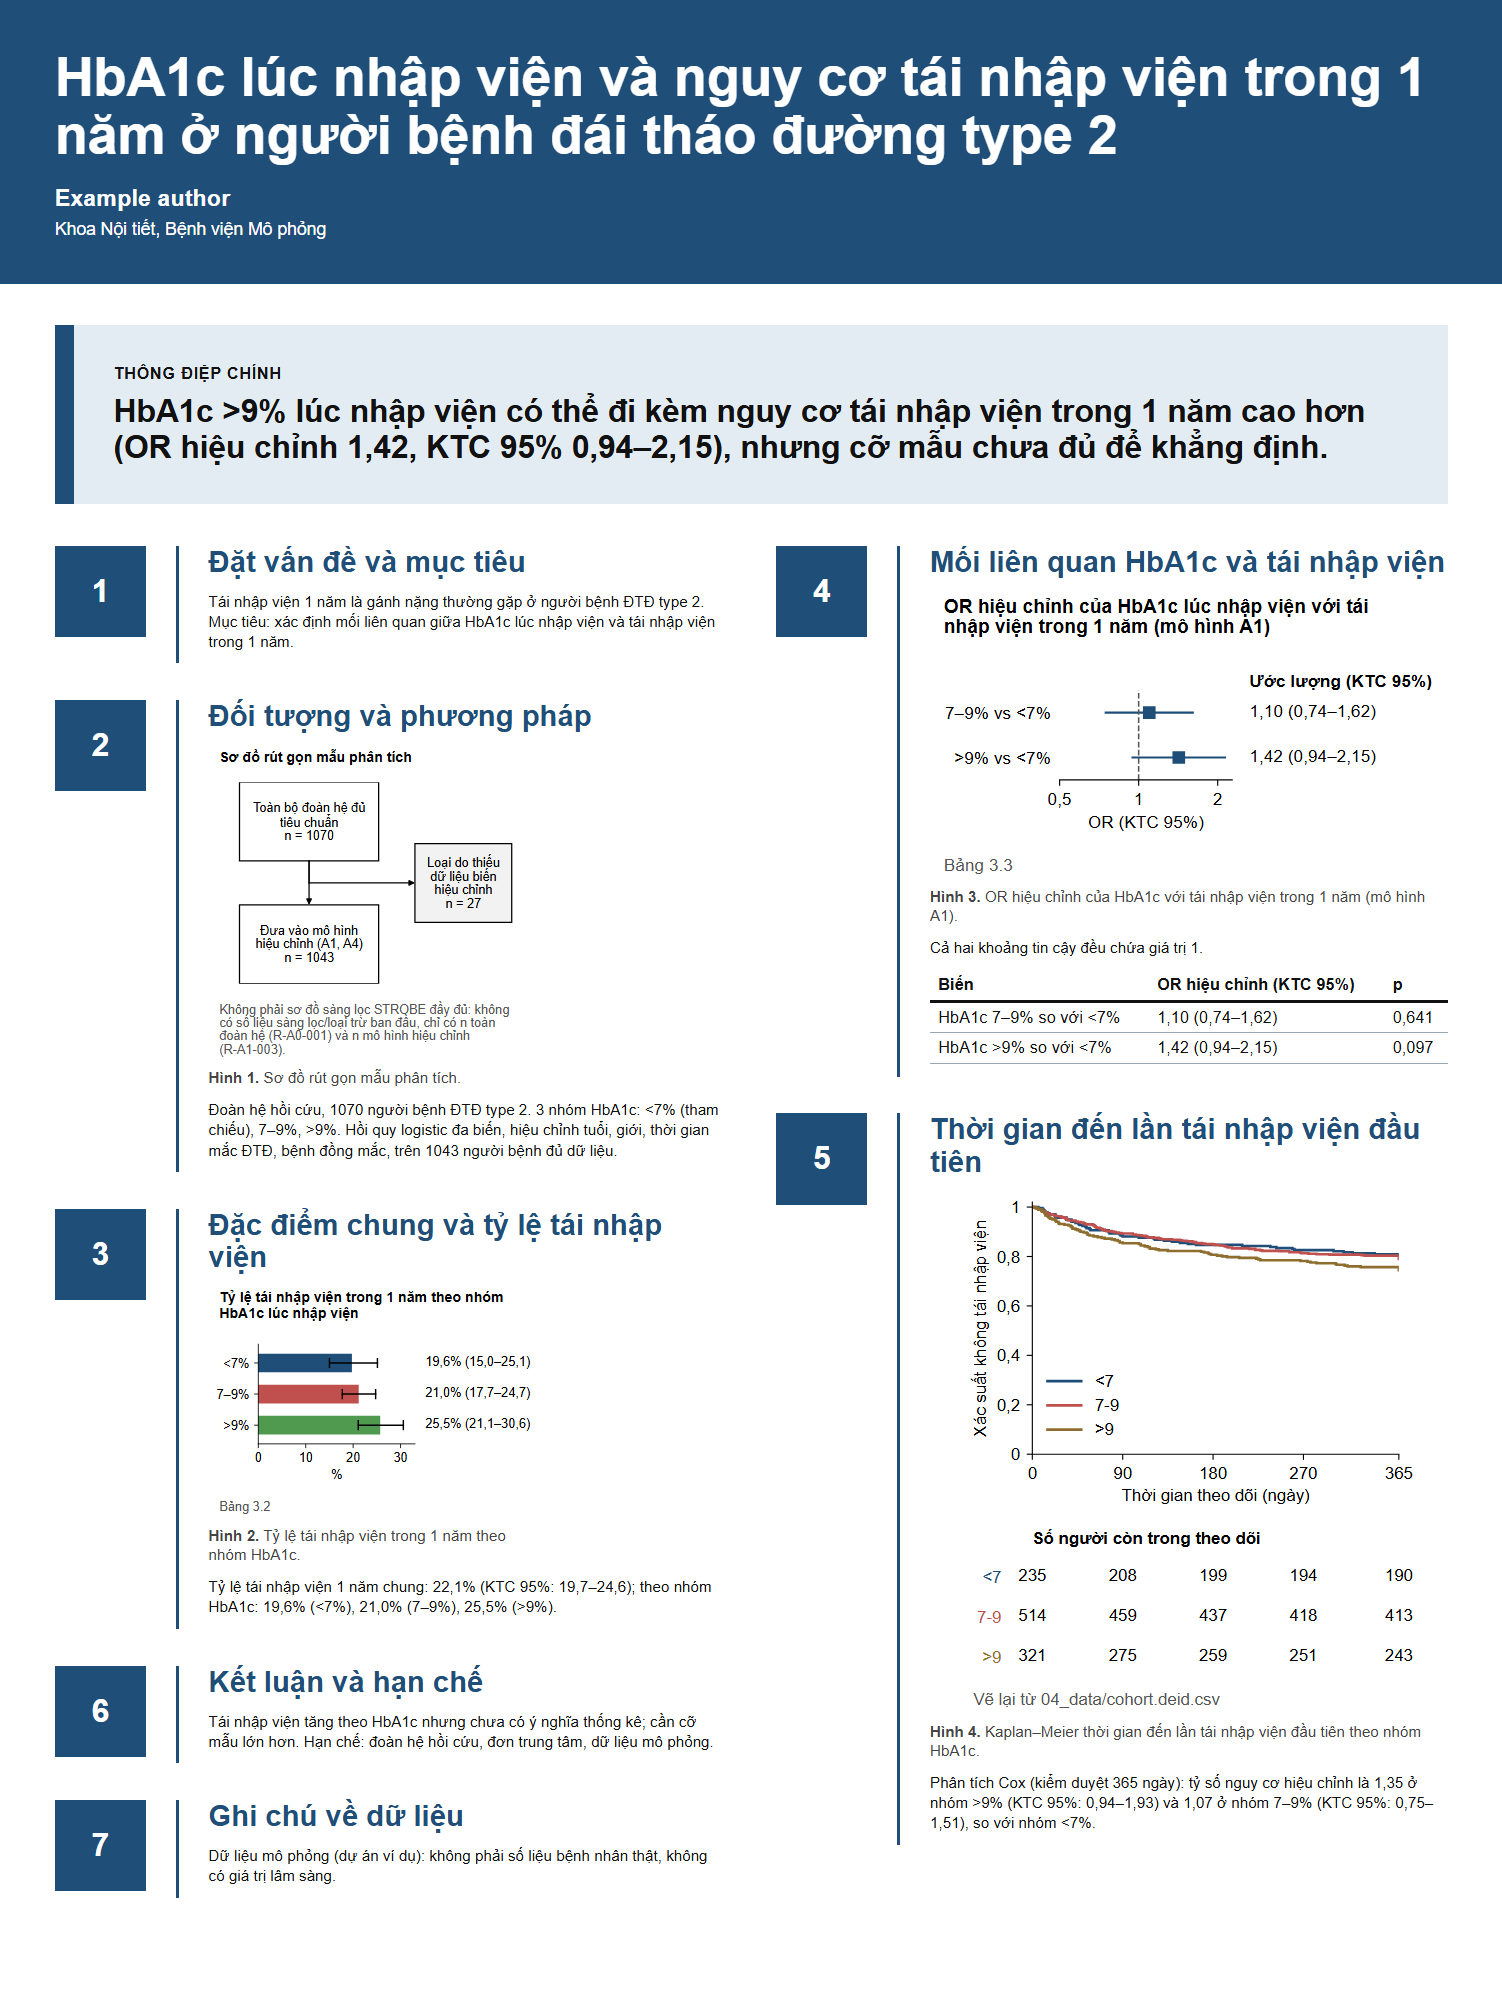 HbA1c lúc nhập viện và nguy cơ tái nhập viện trong 1
năm ở người bệnh đái tháo đường type 2
Example author
Khoa Nội tiết, Bệnh viện Mô phỏng
THÔNG ĐIỆP CHÍNH
HbA1c >9% lúc nhập viện có thể đi kèm nguy cơ tái nhập viện trong 1 năm cao hơn
(OR hiệu chỉnh 1,42, KTC 95% 0,94–2,15), nhưng cỡ mẫu chưa đủ để khẳng định.
1
Đặt vấn đề và mục tiêu
Tái nhập viện 1 năm là gánh nặng thường gặp ở người bệnh ĐTĐ type 2.
Mục tiêu: xác định mối liên quan giữa HbA1c lúc nhập viện và tái nhập viện
trong 1 năm.
2
Đối tượng và phương pháp
Sơ đồ rút gọn mẫu phân tích
Toàn bộ đoàn hệ đủ
tiêu chuẩn
n = 1070
Loại do thiếu
dữ liệu biến
hiệu chỉnh
n = 27
Đưa vào mô hình
hiệu chỉnh (A1, A4)
n = 1043
Không phải sơ đồ sàng lọc STROBE đầy đủ: không
có số liệu sàng lọc/loại trừ ban đầu, chỉ có n toàn
đoàn hệ (R-A0-001) và n mô hình hiệu chỉnh
(R-A1-003).
Hình 1. Sơ đồ rút gọn mẫu phân tích.
Đoàn hệ hồi cứu, 1070 người bệnh ĐTĐ type 2. 3 nhóm HbA1c: <7% (tham
chiếu), 7–9%, >9%. Hồi quy logistic đa biến, hiệu chỉnh tuổi, giới, thời gian
mắc ĐTĐ, bệnh đồng mắc, trên 1043 người bệnh đủ dữ liệu.
3
Đặc điểm chung và tỷ lệ tái nhập
viện
Tỷ lệ tái nhập viện trong 1 năm theo nhóm
HbA1c lúc nhập viện
<7% 19,6% (15,0–25,1)
7–9% 21,0% (17,7–24,7)
>9% 25,5% (21,1–30,6)
0 10 20 30
%
Bảng 3.2
Hình 2. Tỷ lệ tái nhập viện trong 1 năm theo
nhóm HbA1c.
Tỷ lệ tái nhập viện 1 năm chung: 22,1% (KTC 95%: 19,7–24,6); theo nhóm
HbA1c: 19,6% (<7%), 21,0% (7–9%), 25,5% (>9%).
6
Kết luận và hạn chế
Tái nhập viện tăng theo HbA1c nhưng chưa có ý nghĩa thống kê; cần cỡ
mẫu lớn hơn. Hạn chế: đoàn hệ hồi cứu, đơn trung tâm, dữ liệu mô phỏng.
7
Ghi chú về dữ liệu
Dữ liệu mô phỏng (dự án ví dụ): không phải số liệu bệnh nhân thật, không
có giá trị lâm sàng.
4
Mối liên quan HbA1c và tái nhập viện
OR hiệu chỉnh của HbA1c lúc nhập viện với tái
nhập viện trong 1 năm (mô hình A1)
Ước lượng (KTC 95%)
7–9% vs <7% 1,10 (0,74–1,62)
>9% vs <7% 1,42 (0,94–2,15)
0,5 1 2
OR (KTC 95%)
Bảng 3.3
Hình 3. OR hiệu chỉnh của HbA1c với tái nhập viện trong 1 năm (mô hình
A1).
Cả hai khoảng tin cậy đều chứa giá trị 1.
Biến OR hiệu chỉnh (KTC 95%) p
HbA1c 7–9% so với <7% 1,10 (0,74–1,62) 0,641
HbA1c >9% so với <7% 1,42 (0,94–2,15) 0,097
5
Thời gian đến lần tái nhập viện đầu
tiên
Xác suất không tái nhập viện
1
0,8
0,6
0,4
0,2
0
<7
7-9
>9
0 90 180 270 365
Thời gian theo dõi (ngày)
Số người còn trong theo dõi
<7 235 208 199 194 190
7-9 514 459 437 418 413
>9 321 275 259 251 243
Vẽ lại từ 04_data/cohort.deid.csv
Hình 4. Kaplan–Meier thời gian đến lần tái nhập viện đầu tiên theo nhóm
HbA1c.
Phân tích Cox (kiểm duyệt 365 ngày): tỷ số nguy cơ hiệu chỉnh là 1,35 ở
nhóm >9% (KTC 95%: 0,94–1,93) và 1,07 ở nhóm 7–9% (KTC 95%: 0,75–
1,51), so với nhóm <7%.